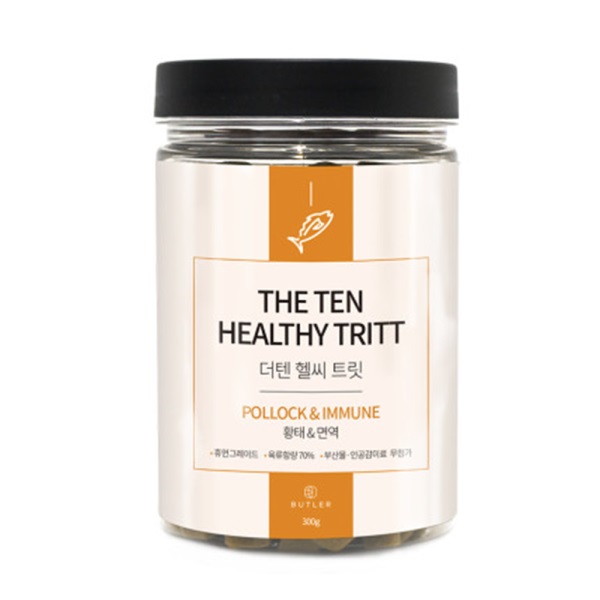 THE TEN
HEALTHY TRITT
더텐 헬씨 트릿
POLLOCK & IMMUNE
황태 & 면역
• 휴먼그레이드 • 육류함량 70% • 부산물·인공감미료 무첨가
BUTLER
300g